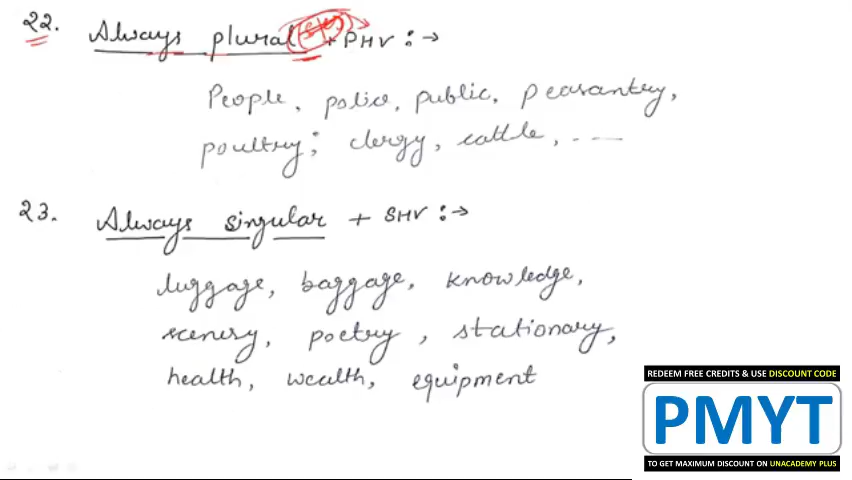 22. Always plural + PHV :→
People, police, public, peasantry,
poultry; clergy, cattle, .. ——
23. Always singular + SHV :→
luggage, baggage, knowledge,
scenery, poetry, stationary,
health, wealth, equipment
REDEEM FREE CREDITS & USE DISCOUNT CODE
PMYT
TO GET MAXIMUM DISCOUNT ON UNACADEMY PLUS